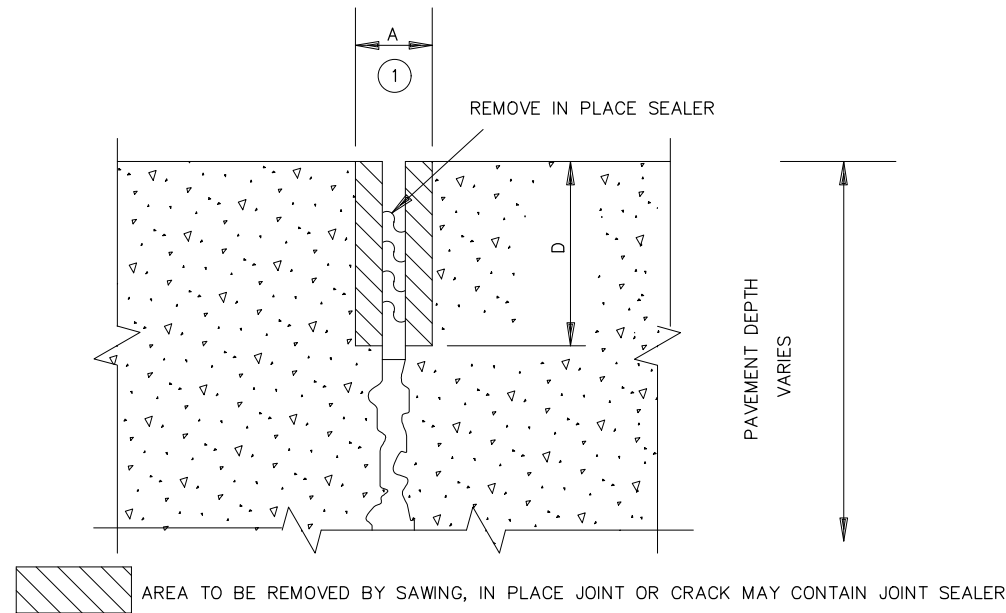 A
1
REMOVE IN PLACE SEALER
D
PAVEMENT DEPTH
VARIES
AREA TO BE REMOVED BY SAWING, IN PLACE JOINT OR CRACK MAY CONTAIN JOINT SEALER